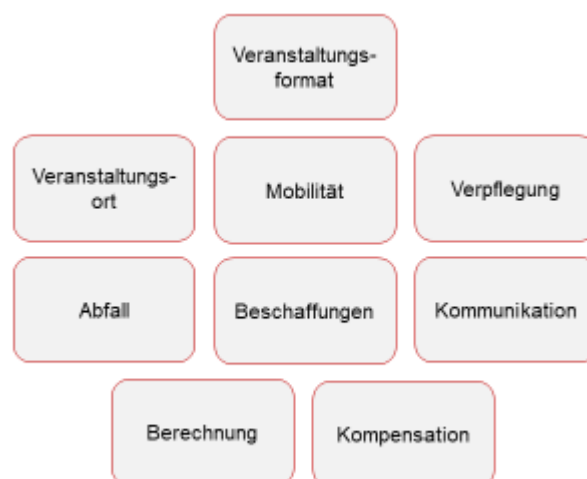 Veranstaltungs-
format
Veranstaltungs-
ort
Mobilität
Verpflegung
Abfall
Beschaffungen
Kommunikation
Berechnung
Kompensation